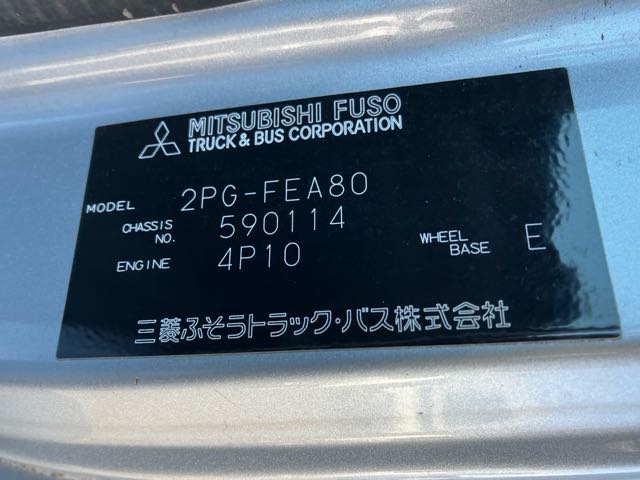 MITSUBISHI FUSO
TRUCK & BUS CORPORATION
MODEL 2PG-FEA80
CHASSIS NO. 590114
ENGINE 4P10
WHEEL BASE E
三菱ふそうトラック・バス株式会社